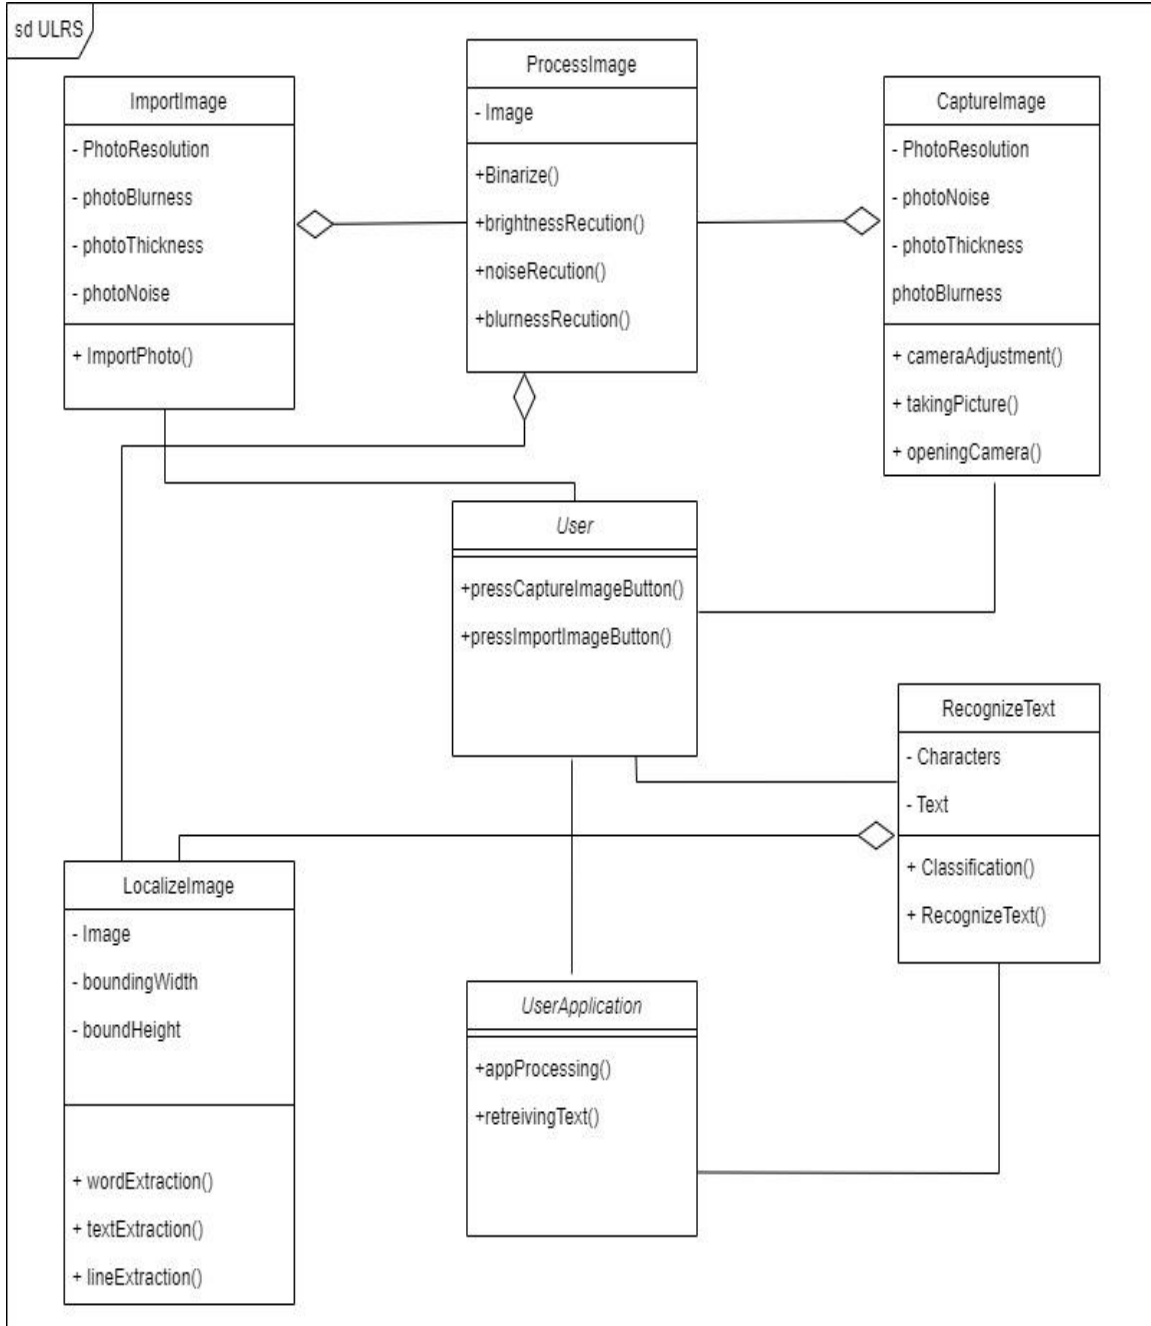 sd ULRS
ImportImage
- PhotoResolution
- photoBlurness
- photoThickness
- photoNoise
+ ImportPhoto()
ProcessImage
- Image
+Binarize()
+brightnessRecution()
+noiseRecution()
+blurnessRecution()
CaptureImage
- PhotoResolution
- photoNoise
- photoThickness
photoBlurness
+ cameraAdjustment()
+ takingPicture()
+ openingCamera()
User
+pressCaptureImageButton()
+pressImportImageButton()
RecognizeText
- Characters
- Text
+ Classification()
+ RecognizeText()
LocalizeImage
- Image
- boundingWidth
- boundHeight
+ wordExtraction()
+ textExtraction()
+ lineExtraction()
UserApplication
+appProcessing()
+retreivingText()